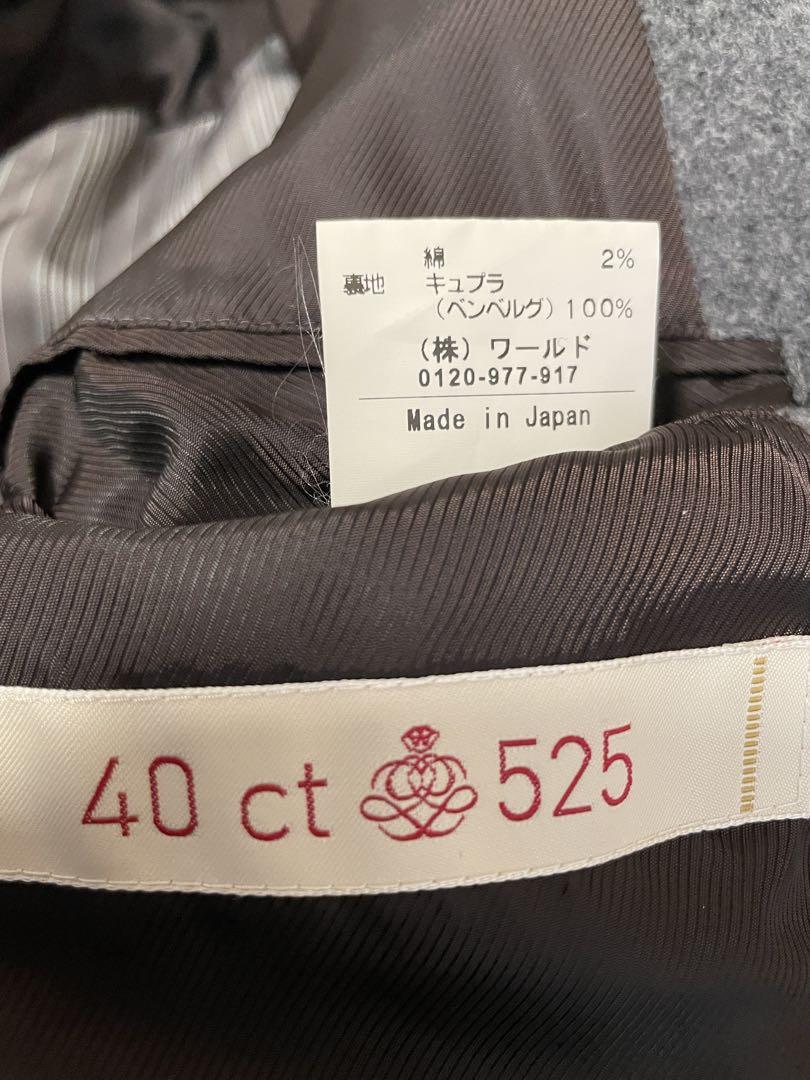 綿 2%
裏地 キュプラ
(ベンベルグ) 100%
(株) ワールド
0120-977-917
Made in Japan
40 ct 525